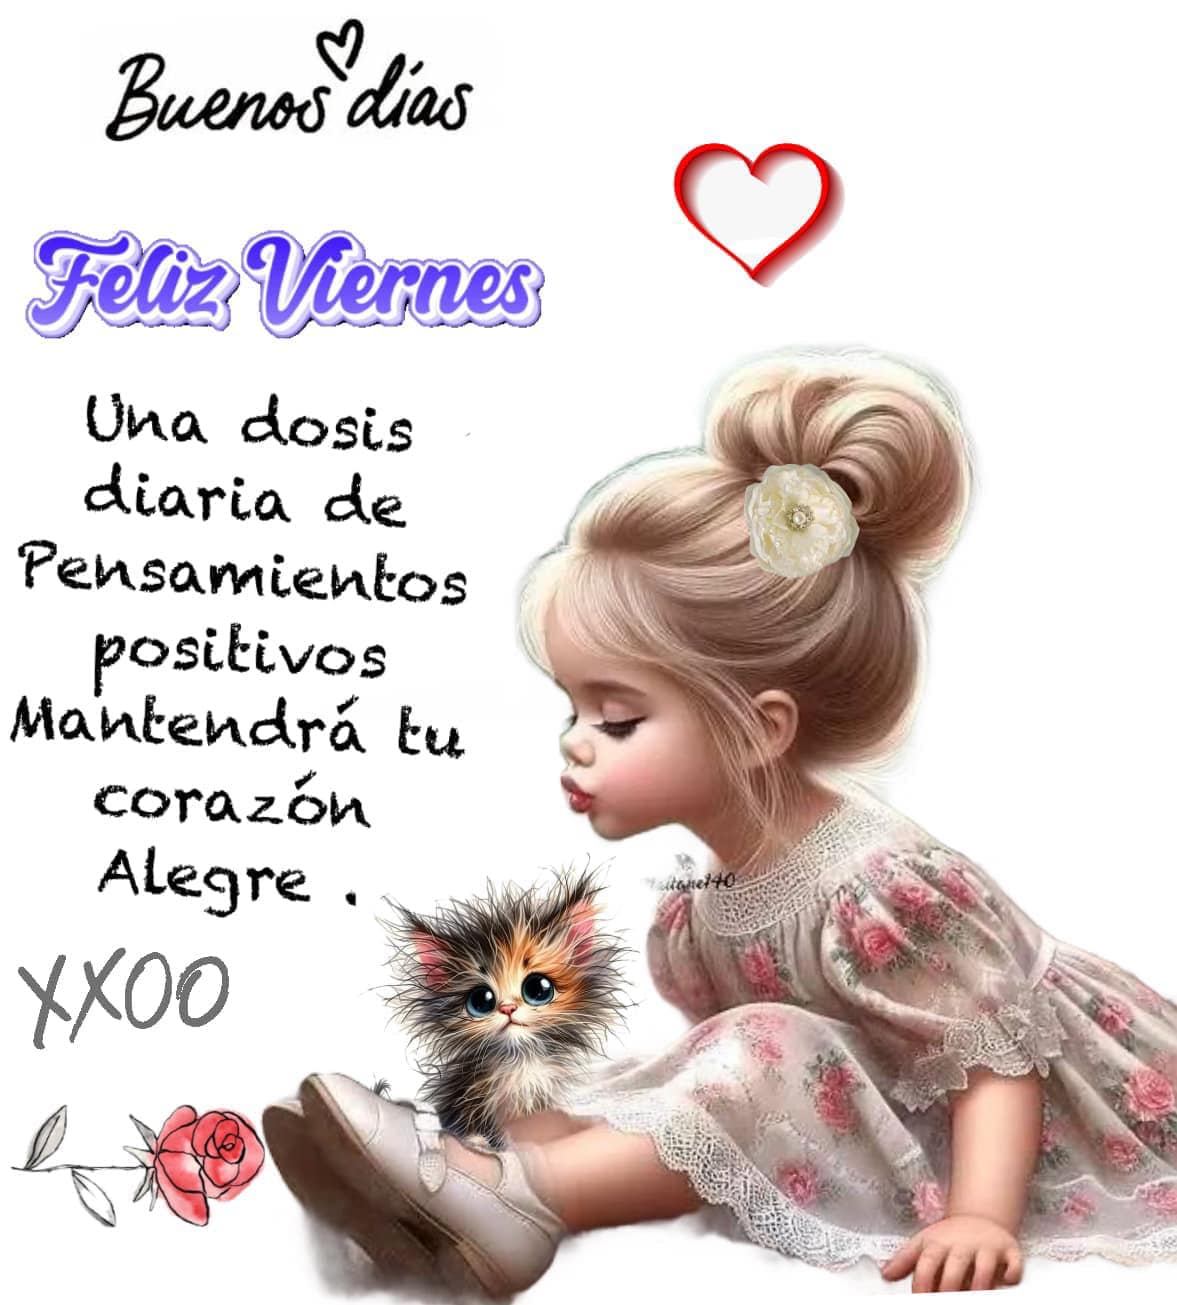 Buenos días
Feliz Viernes
Una dosis
diaria de
Pensamientos
positivos
Mantendrá tu
corazón
Alegre .
XXOO